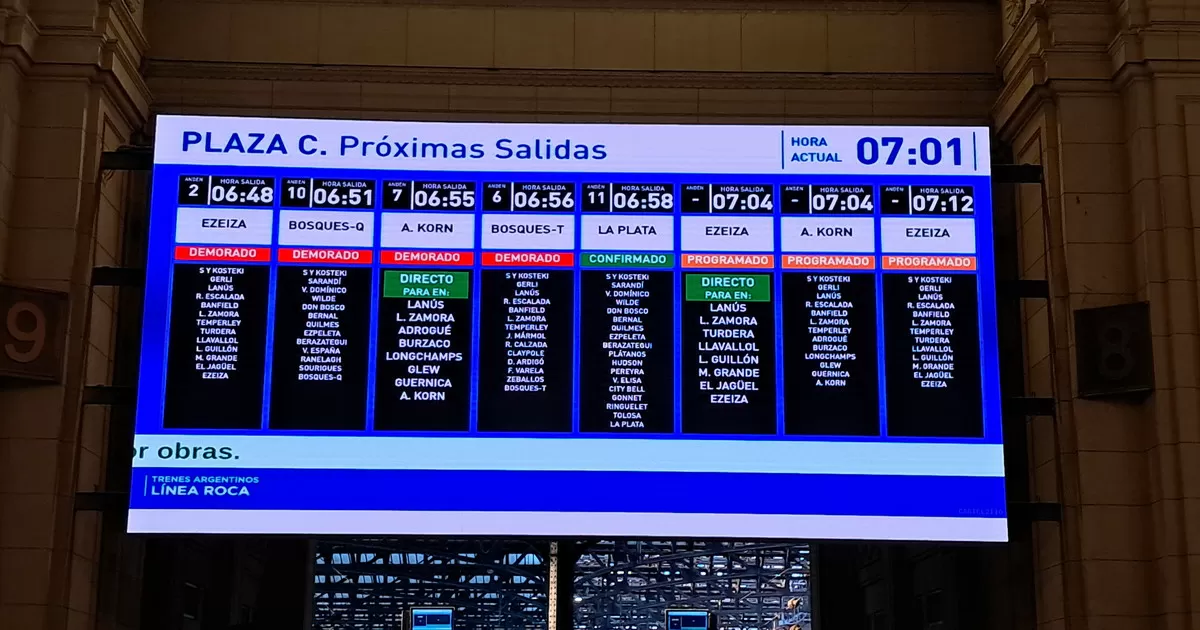 PLAZA C. Próximas Salidas
HORA
ACTUAL
07:01
ANDEN
2
HORA SALIDA
06:48
EZEIZA
DEMORADO
S Y KOSTEKI
GERLI
LANÚS
R. ESCALADA
BANFIELD
L. ZAMORA
TEMPERLEY
TURDERA
LLAVALLOL
L. GUILLÓN
M. GRANDE
EL JAGÜEL
EZEIZA
ANDEN
10
HORA SALIDA
06:51
BOSQUES-Q
DEMORADO
S Y KOSTEKI
SARANDÍ
V. DOMÍNICO
WILDE
DON BOSCO
BERNAL
QUILMES
EZPELETA
BERAZATEGUI
V. ESPAÑA
RANELAGH
SOURIGUES
BOSQUES-Q
ANDEN
7
HORA SALIDA
06:55
A. KORN
DEMORADO
DIRECTO
PARA EN:
LANÚS
L. ZAMORA
ADROGUÉ
BURZACO
LONGCHAMPS
GLEW
GUERNICA
A. KORN
ANDEN
6
HORA SALIDA
06:56
BOSQUES-T
DEMORADO
S Y KOSTEKI
GERLI
LANÚS
R. ESCALADA
BANFIELD
L. ZAMORA
TEMPERLEY
J. MÁRMOL
R. CALZADA
CLAYPOLE
D. ARDIGÓ
F. VARELA
ZEBALLOS
BOSQUES-T
ANDEN
11
HORA SALIDA
06:58
LA PLATA
CONFIRMADO
S Y KOSTEKI
SARANDÍ
V. DOMÍNICO
WILDE
DON BOSCO
BERNAL
QUILMES
EZPELETA
BERAZATEGUI
PLÁTANOS
HUDSON
PEREYRA
V. ELISA
CITY BELL
GONNET
RINGUELET
TOLOSA
LA PLATA
ANDEN
-
HORA SALIDA
07:04
EZEIZA
PROGRAMADO
DIRECTO
PARA EN:
LANÚS
L. ZAMORA
TURDERA
LLAVALLOL
L. GUILLÓN
M. GRANDE
EL JAGÜEL
EZEIZA
ANDEN
-
HORA SALIDA
07:04
A. KORN
PROGRAMADO
S Y KOSTEKI
GERLI
LANÚS
R. ESCALADA
BANFIELD
L. ZAMORA
TEMPERLEY
ADROGUÉ
BURZACO
LONGCHAMPS
GLEW
GUERNICA
A. KORN
ANDEN
-
HORA SALIDA
07:12
EZEIZA
PROGRAMADO
S Y KOSTEKI
GERLI
LANÚS
R. ESCALADA
BANFIELD
L. ZAMORA
TEMPERLEY
TURDERA
LLAVALLOL
L. GUILLÓN
M. GRANDE
EL JAGÜEL
EZEIZA
9
8
r obras.
TRENES ARGENTINOS
LÍNEA ROCA